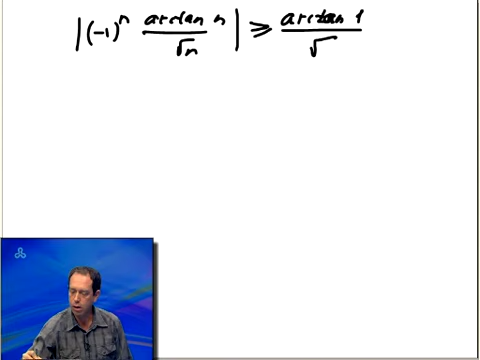 |(-1)^n arctan n / √n| ≥ arctan 1 / √